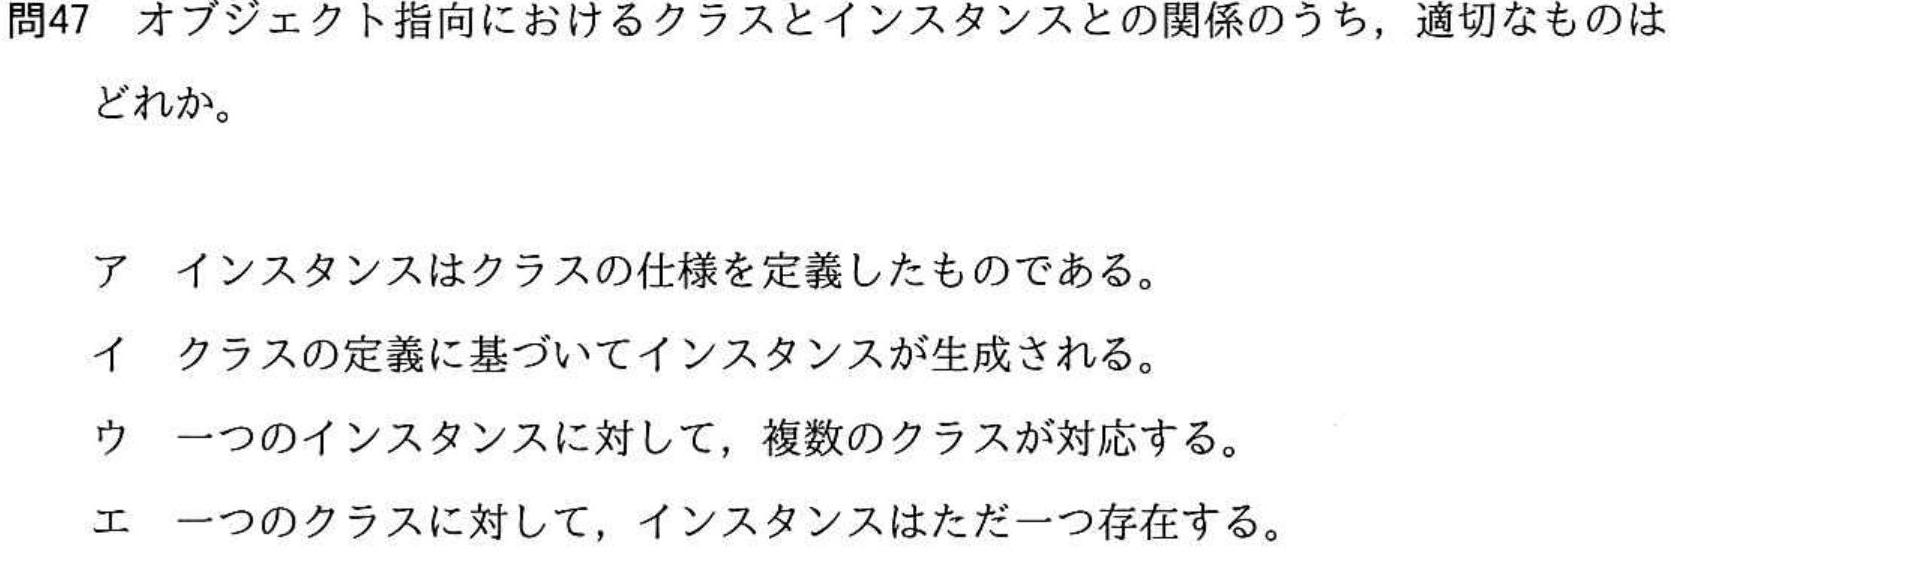 問47　オブジェクト指向におけるクラスとインスタンスとの関係のうち，適切なものは
どれか。
ア　インスタンスはクラスの仕様を定義したものである。
イ　クラスの定義に基づいてインスタンスが生成される。
ウ　一つのインスタンスに対して，複数のクラスが対応する。
エ　一つのクラスに対して，インスタンスはただ一つ存在する。